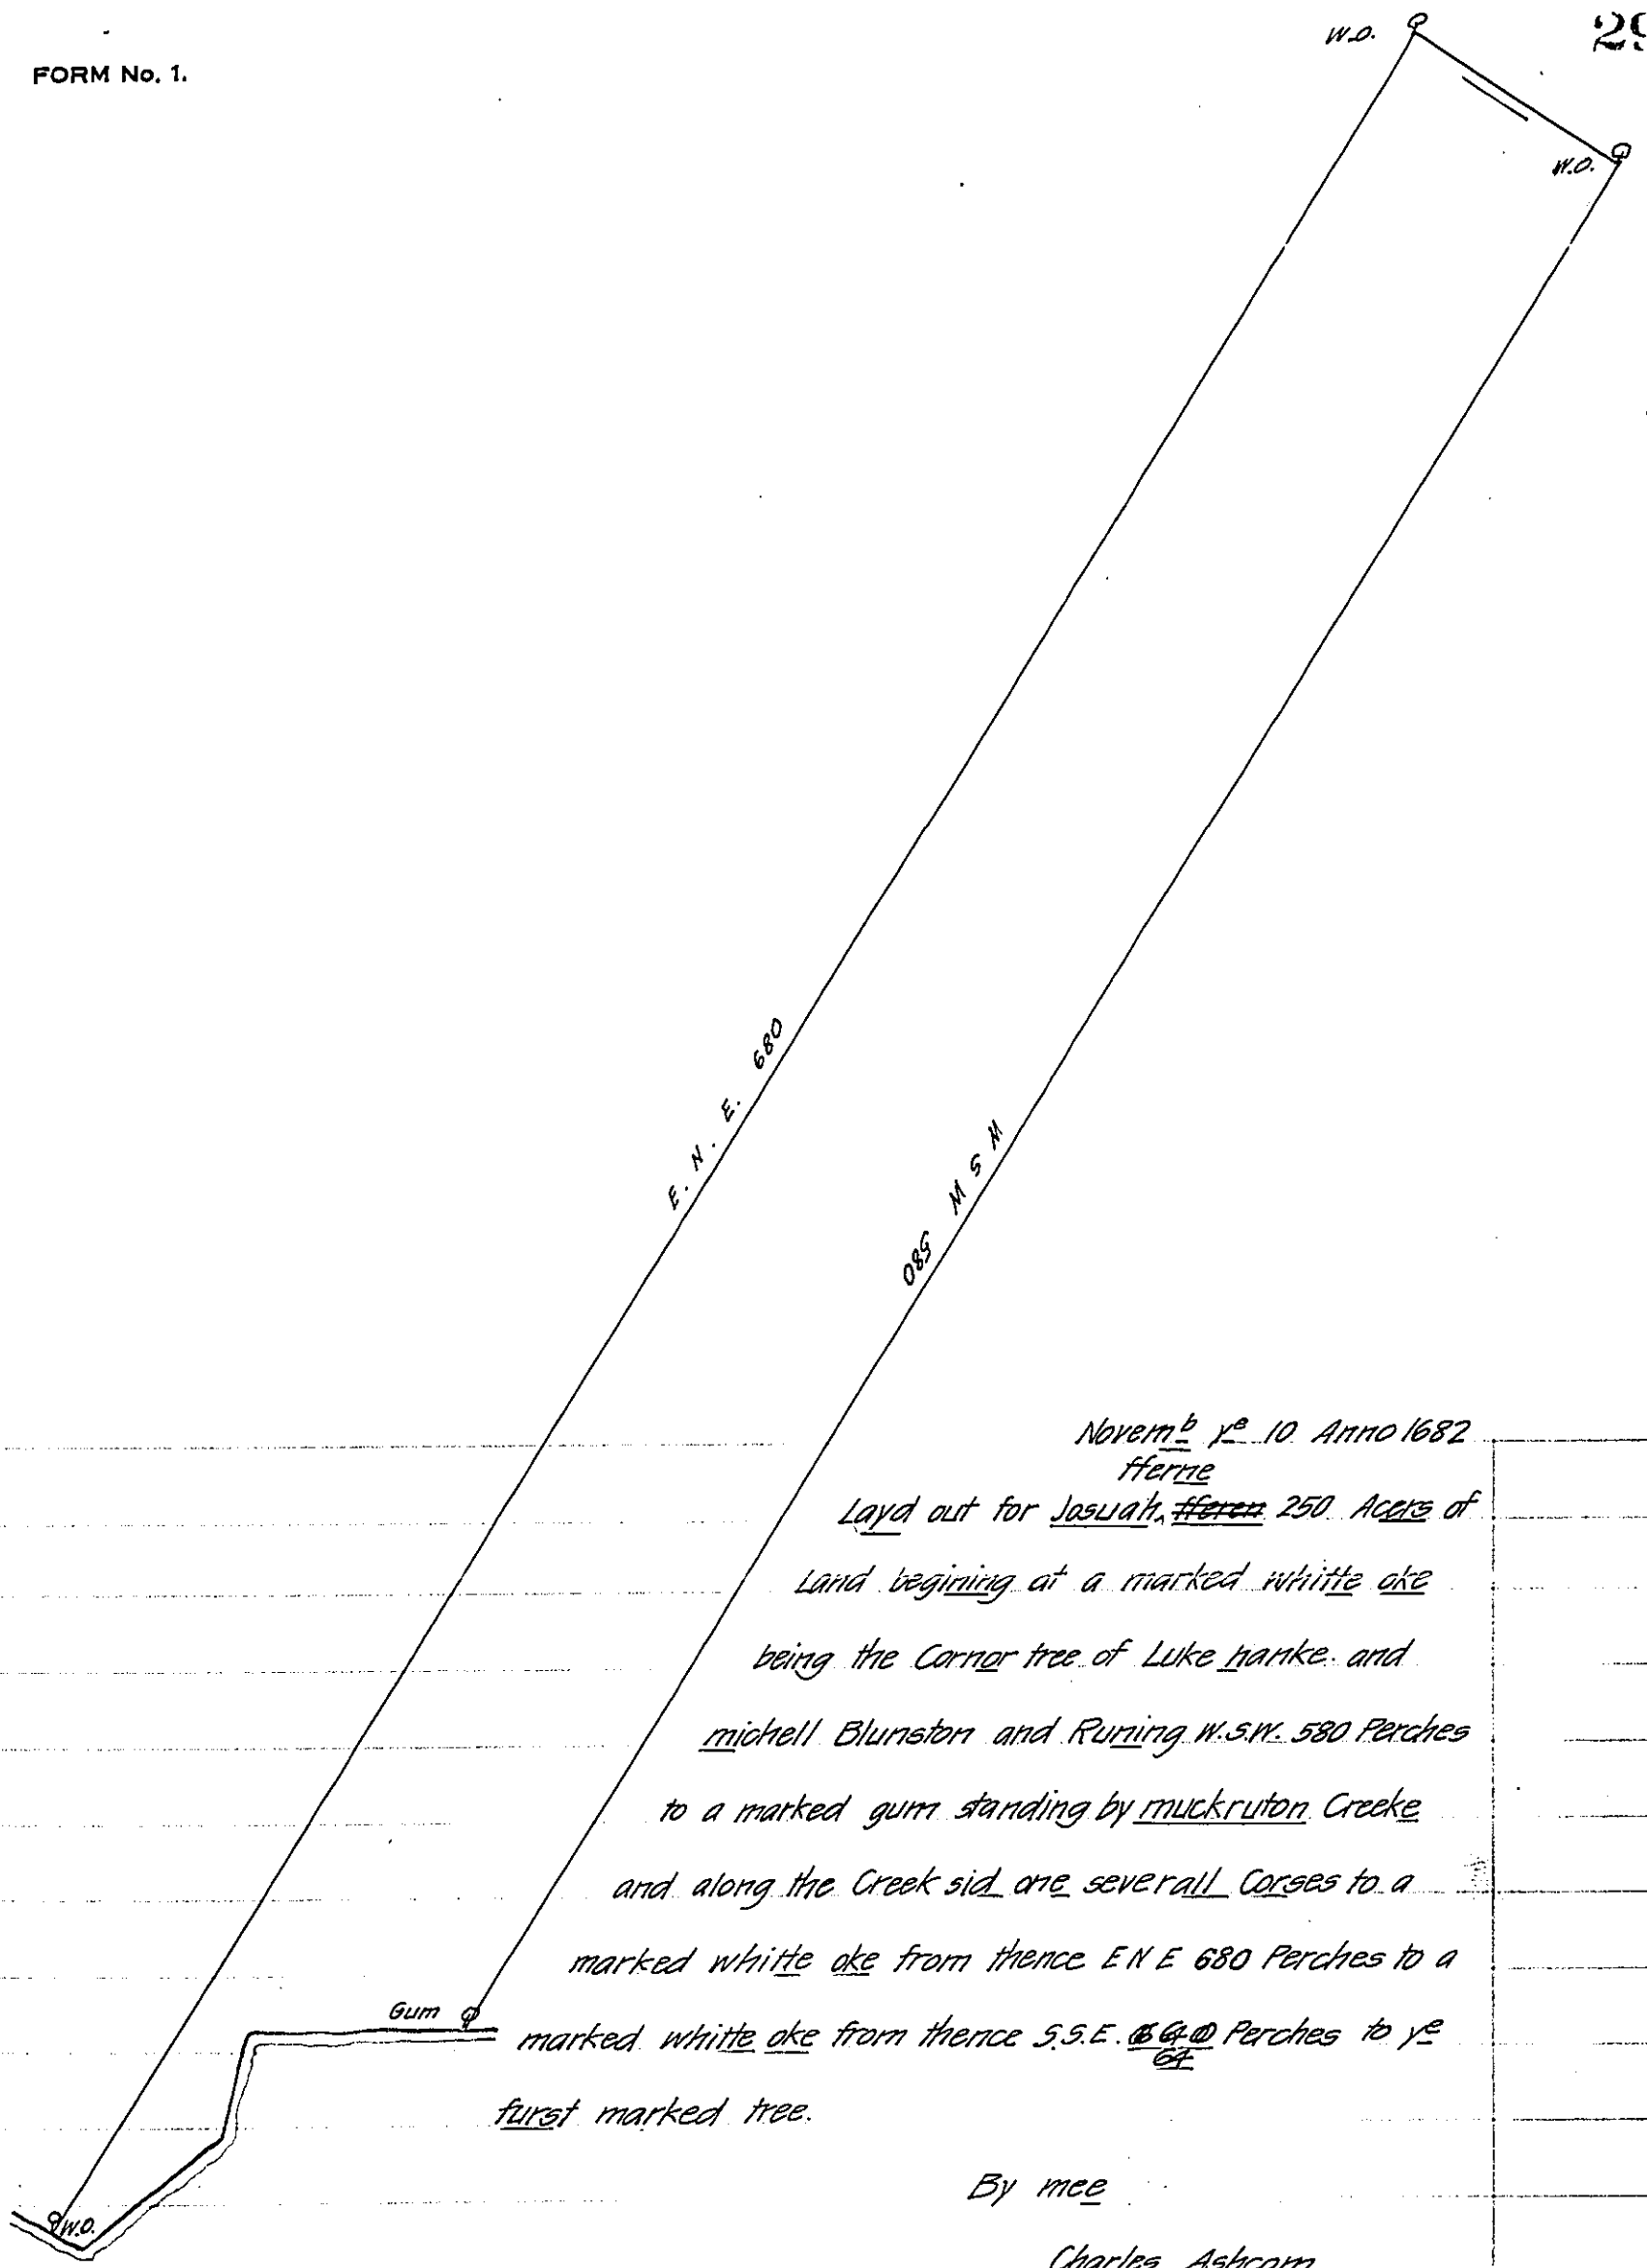 FORM No. 1.
W.O.
29
W.O.
E. N. E. 680
W S W 580
Novemb ye 10 Anno 1682
fferne
Layd out for Josuah, fferen 250 Acers of
Land begining at a marked whitte oke
being the Cornor tree of Luke hanke. and
michell Blunston and Runing W.S.W. 580 Perches
to a marked gum standing by muckruton Creeke
and along the Creek sid one severall Corses to a
marked whitte oke from thence E N E 680 Perches to a
Gum
marked whitte oke from thence S.S.E. Perches to ye
64
furst marked tree.
By mee
W.O.
Charles Ashcom